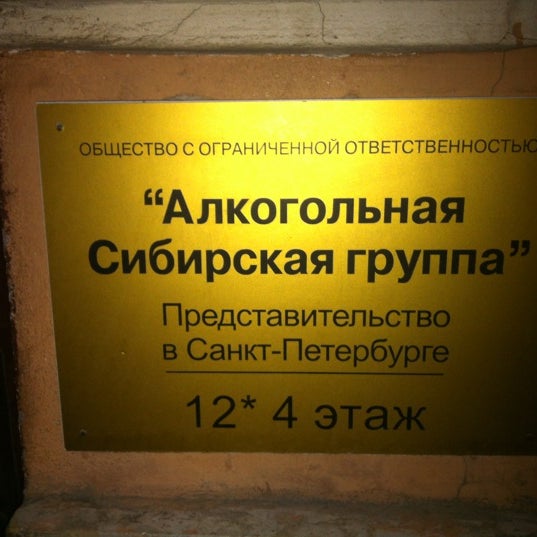 ОБЩЕСТВО С ОГРАНИЧЕННОЙ ОТВЕТСТВЕННОСТЬЮ
“Алкогольная
Сибирская группа”
Представительство
в Санкт-Петербурге
12* 4 этаж